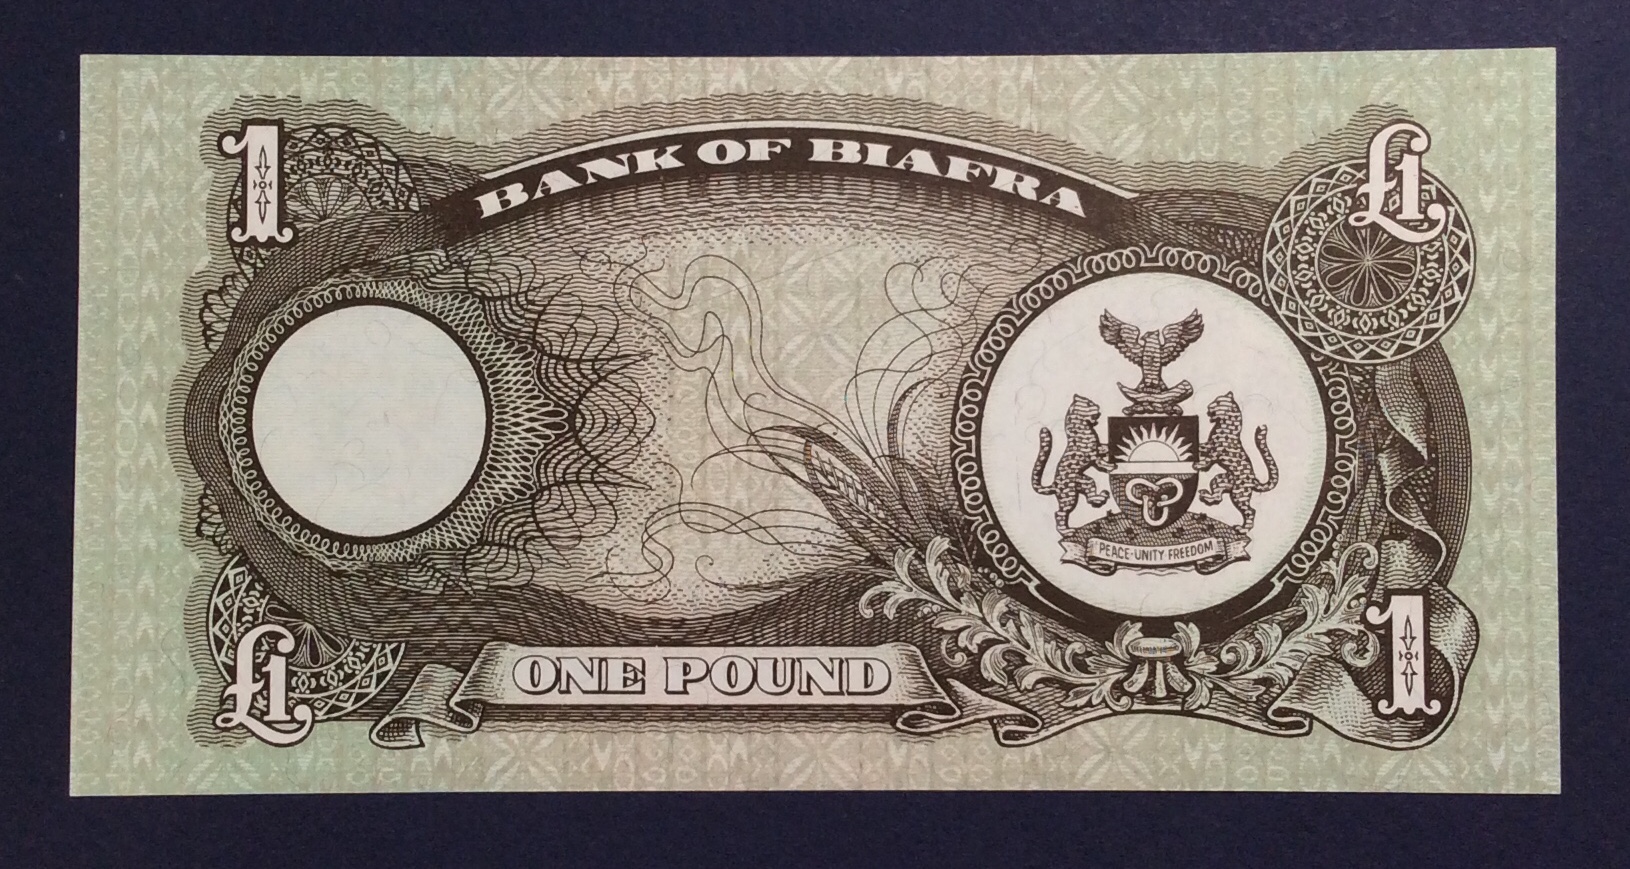 1
£1
BANK OF BIAFRA
PEACE·UNITY FREEDOM
£1
ONE POUND
1